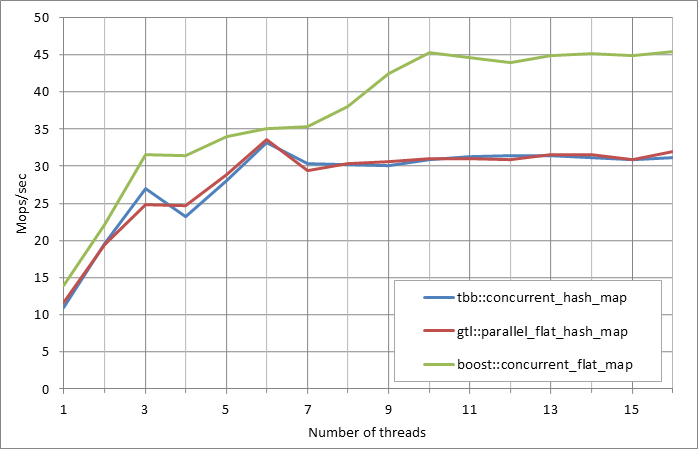 50
45
40
35
30
25
20
15
10
5
0
Mops/sec
tbb::concurrent_hash_map
gtl::parallel_flat_hash_map
boost::concurrent_flat_map
1 3 5 7 9 11 13 15
Number of threads